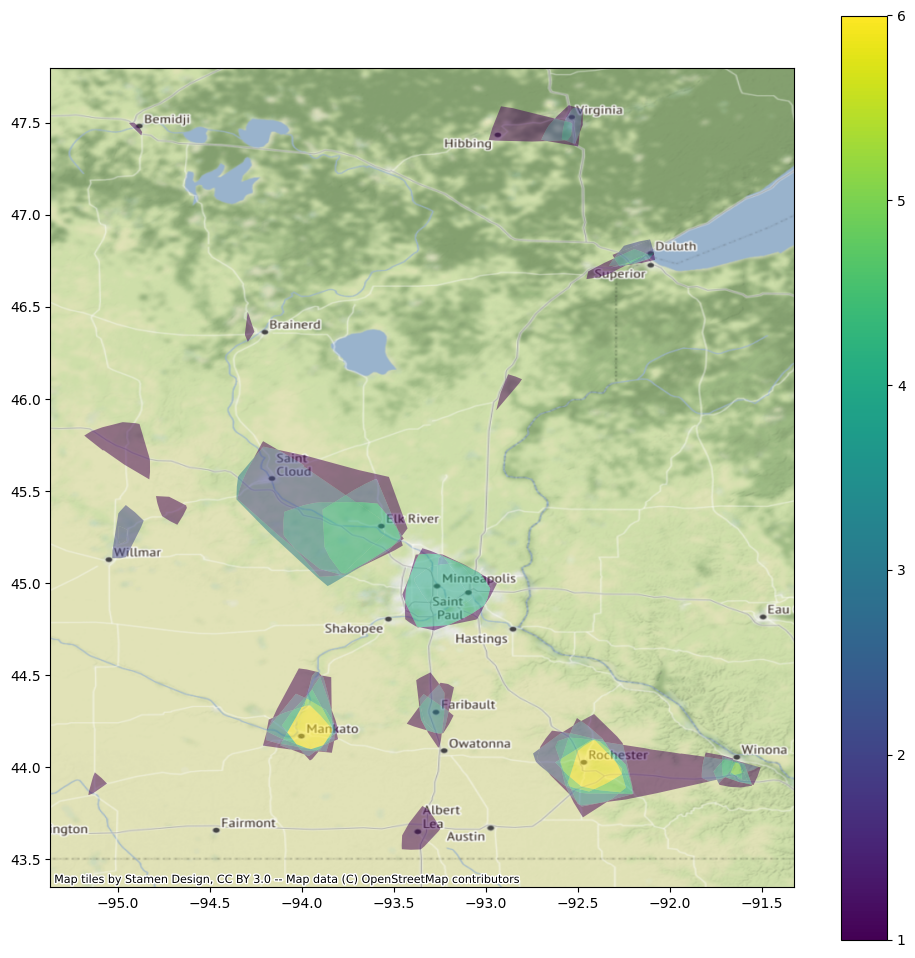 6
Bemidji
Virginia
47.5
Hibbing
5
47.0
Duluth
Superior
46.5
Brainerd
4
46.0
45.5
Saint
Cloud
Elk River
3
Willmar
45.0
Minneapolis
Saint
Paul
Eau
Shakopee
Hastings
44.5
Faribault
2
Mankato
Owatonna
Winona
44.0
Rochester
Albert
Lea
ngton
Fairmont
Austin
43.5
Map tiles by Stamen Design, CC BY 3.0 -- Map data (C) OpenStreetMap contributors
−95.0 −94.5 −94.0 −93.5 −93.0 −92.5 −92.0 −91.5
1